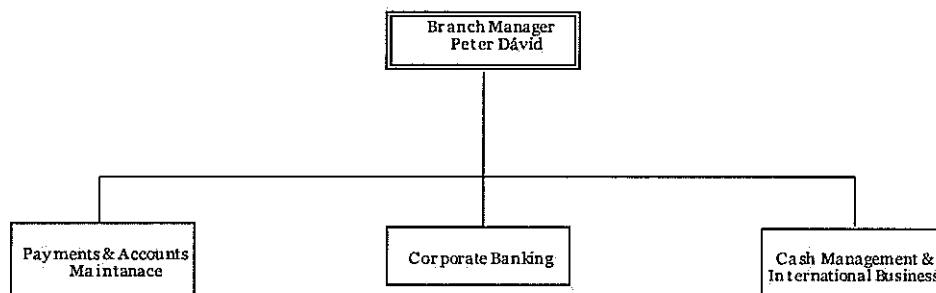 Branch Manager
Peter Dávid
Payments & Accounts
Maintanace
Corporate Banking
Cash Management &
International Business